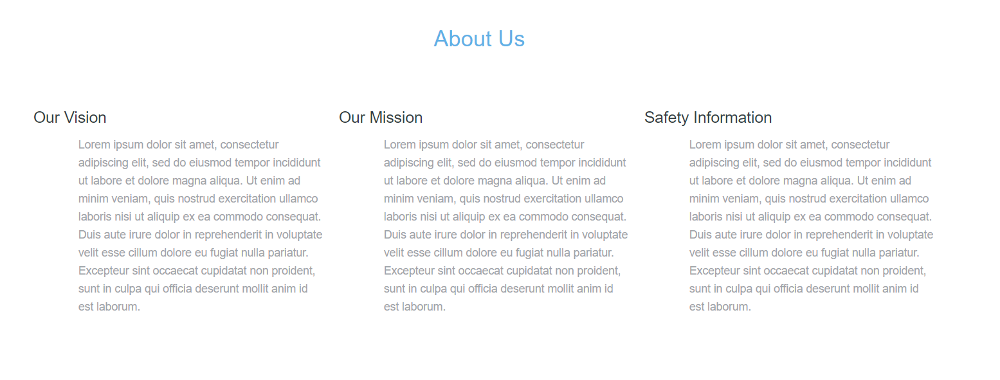 About Us
Our Vision
Lorem ipsum dolor sit amet, consectetur
adipiscing elit, sed do eiusmod tempor incididunt
ut labore et dolore magna aliqua. Ut enim ad
minim veniam, quis nostrud exercitation ullamco
laboris nisi ut aliquip ex ea commodo consequat.
Duis aute irure dolor in reprehenderit in voluptate
velit esse cillum dolore eu fugiat nulla pariatur.
Excepteur sint occaecat cupidatat non proident,
sunt in culpa qui officia deserunt mollit anim id
est laborum.
Our Mission
Lorem ipsum dolor sit amet, consectetur
adipiscing elit, sed do eiusmod tempor incididunt
ut labore et dolore magna aliqua. Ut enim ad
minim veniam, quis nostrud exercitation ullamco
laboris nisi ut aliquip ex ea commodo consequat.
Duis aute irure dolor in reprehenderit in voluptate
velit esse cillum dolore eu fugiat nulla pariatur.
Excepteur sint occaecat cupidatat non proident,
sunt in culpa qui officia deserunt mollit anim id
est laborum.
Safety Information
Lorem ipsum dolor sit amet, consectetur
adipiscing elit, sed do eiusmod tempor incididunt
ut labore et dolore magna aliqua. Ut enim ad
minim veniam, quis nostrud exercitation ullamco
laboris nisi ut aliquip ex ea commodo consequat.
Duis aute irure dolor in reprehenderit in voluptate
velit esse cillum dolore eu fugiat nulla pariatur.
Excepteur sint occaecat cupidatat non proident,
sunt in culpa qui officia deserunt mollit anim id
est laborum.